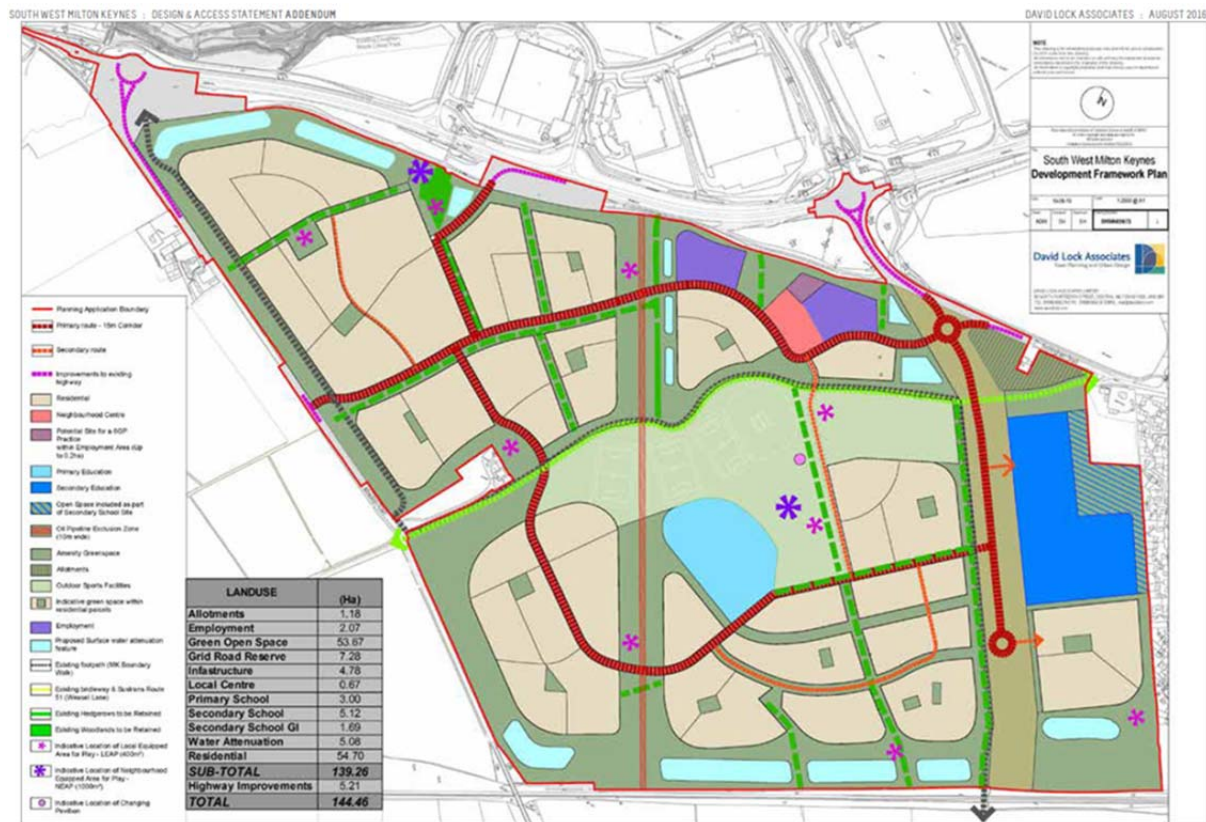 SOUTH WEST MILTON KEYNES : DESIGN & ACCESS STATEMENT ADDENDUM
DAVID LOCK ASSOCIATES : AUGUST 2016
NOTE
N
South West Milton Keynes
Development Framework Plan
David Lock Associates
Town Planning and Urban Design
Planning Application Boundary
Primary route - 15m Corridor
Secondary route
Improvements to existing
highway
Residential
Neighbourhood Centre
Potential Site for a 6GP
Practice
within Employment Area (Up
to 0.2ha)
Primary Education
Secondary Education
Open Space included as part
of Secondary School Site
Oil Pipeline Exclusion Zone
(10m wide)
Amenity Greenspace
Allotments
Outdoor Sports Facilities
Indicative green space within
residential parcels
Employment
Proposed Surface water attenuation
feature
Existing footpath (MK Boundary
Walk)
Existing bridleway & Sustrans Route
51 (Weasel Lane)
Existing Hedgerows to be Retained
Existing Woodlands to be Retained
Indicative Location of Local Equipped
Area for Play - LEAP (400m²)
Indicative Location of Neighbourhood
Equipped Area for Play -
NEAP (1000m²)
Indicative Location of Changing
Pavilion
LANDUSE (Ha)
Allotments 1.18
Employment 2.07
Green Open Space 53.67
Grid Road Reserve 7.28
Infastructure 4.78
Local Centre 0.67
Primary School 3.00
Secondary School 5.12
Secondary School GI 1.69
Water Attenuation 5.08
Residential 54.70
SUB-TOTAL 139.26
Highway Improvements 5.21
TOTAL 144.46